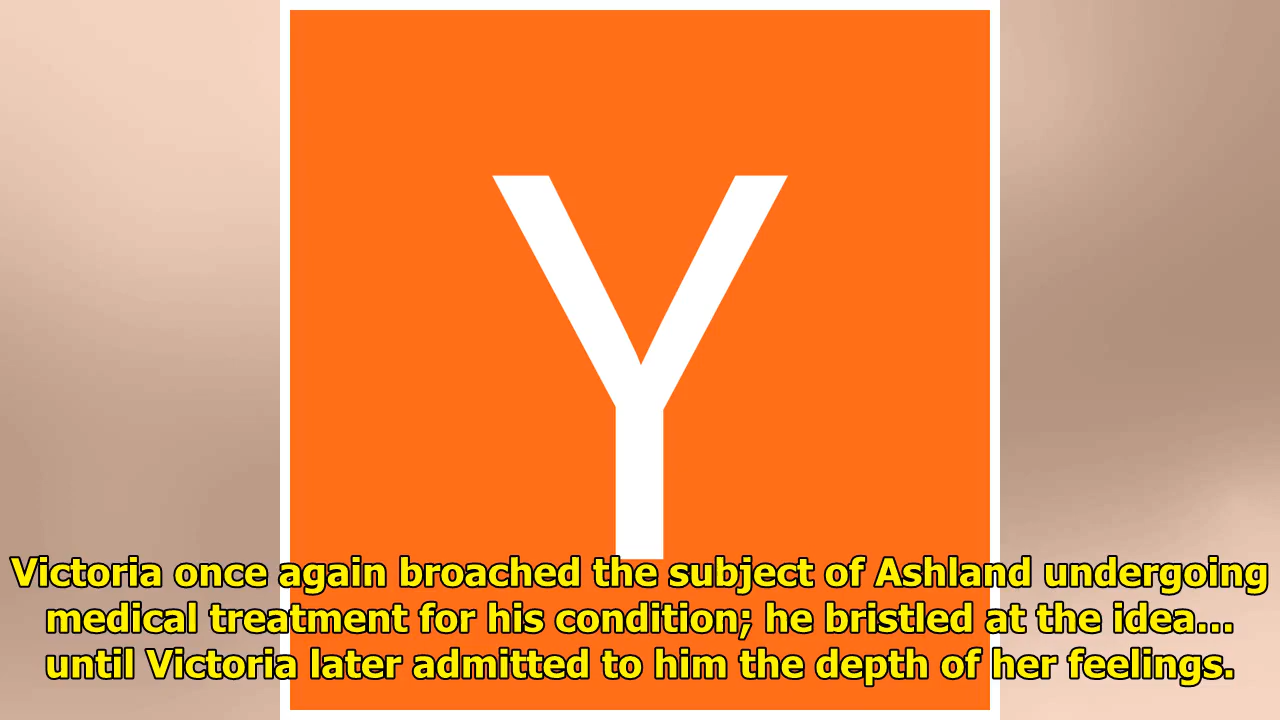 Y
Victoria once again broached the subject of Ashland undergoing
medical treatment for his condition; he bristled at the idea...
until Victoria later admitted to him the depth of her feelings.